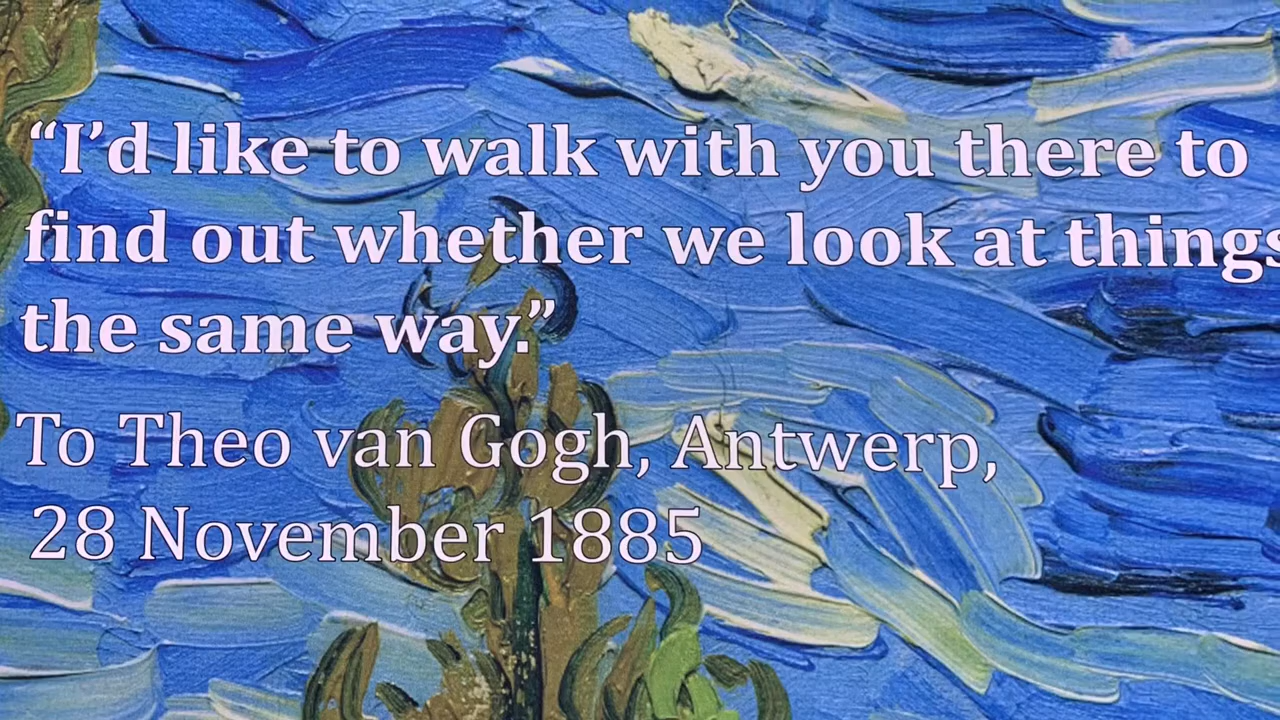 “I’d like to walk with you there to
find out whether we look at things
the same way.”
To Theo van Gogh, Antwerp,
28 November 1885